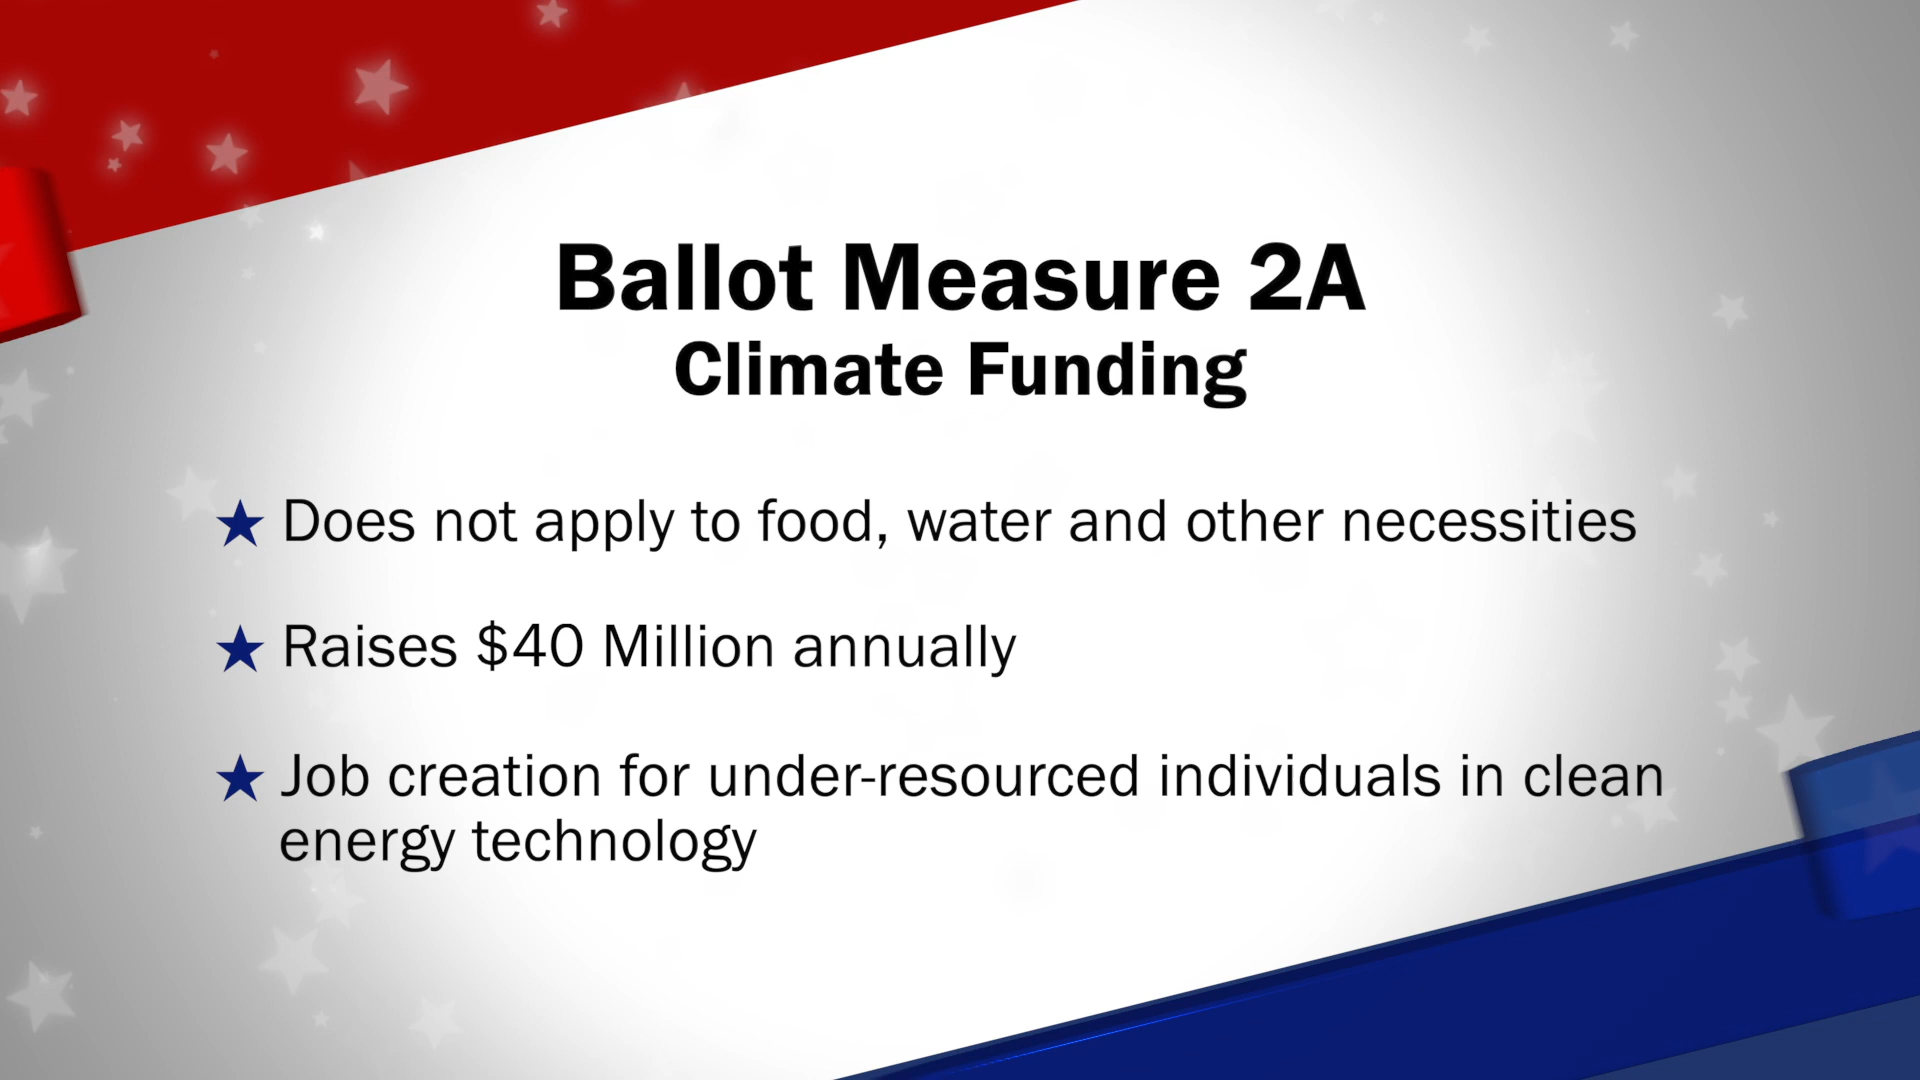 Ballot Measure 2A
Climate Funding
Does not apply to food, water and other necessities
Raises $40 Million annually
Job creation for under-resourced individuals in clean
energy technology